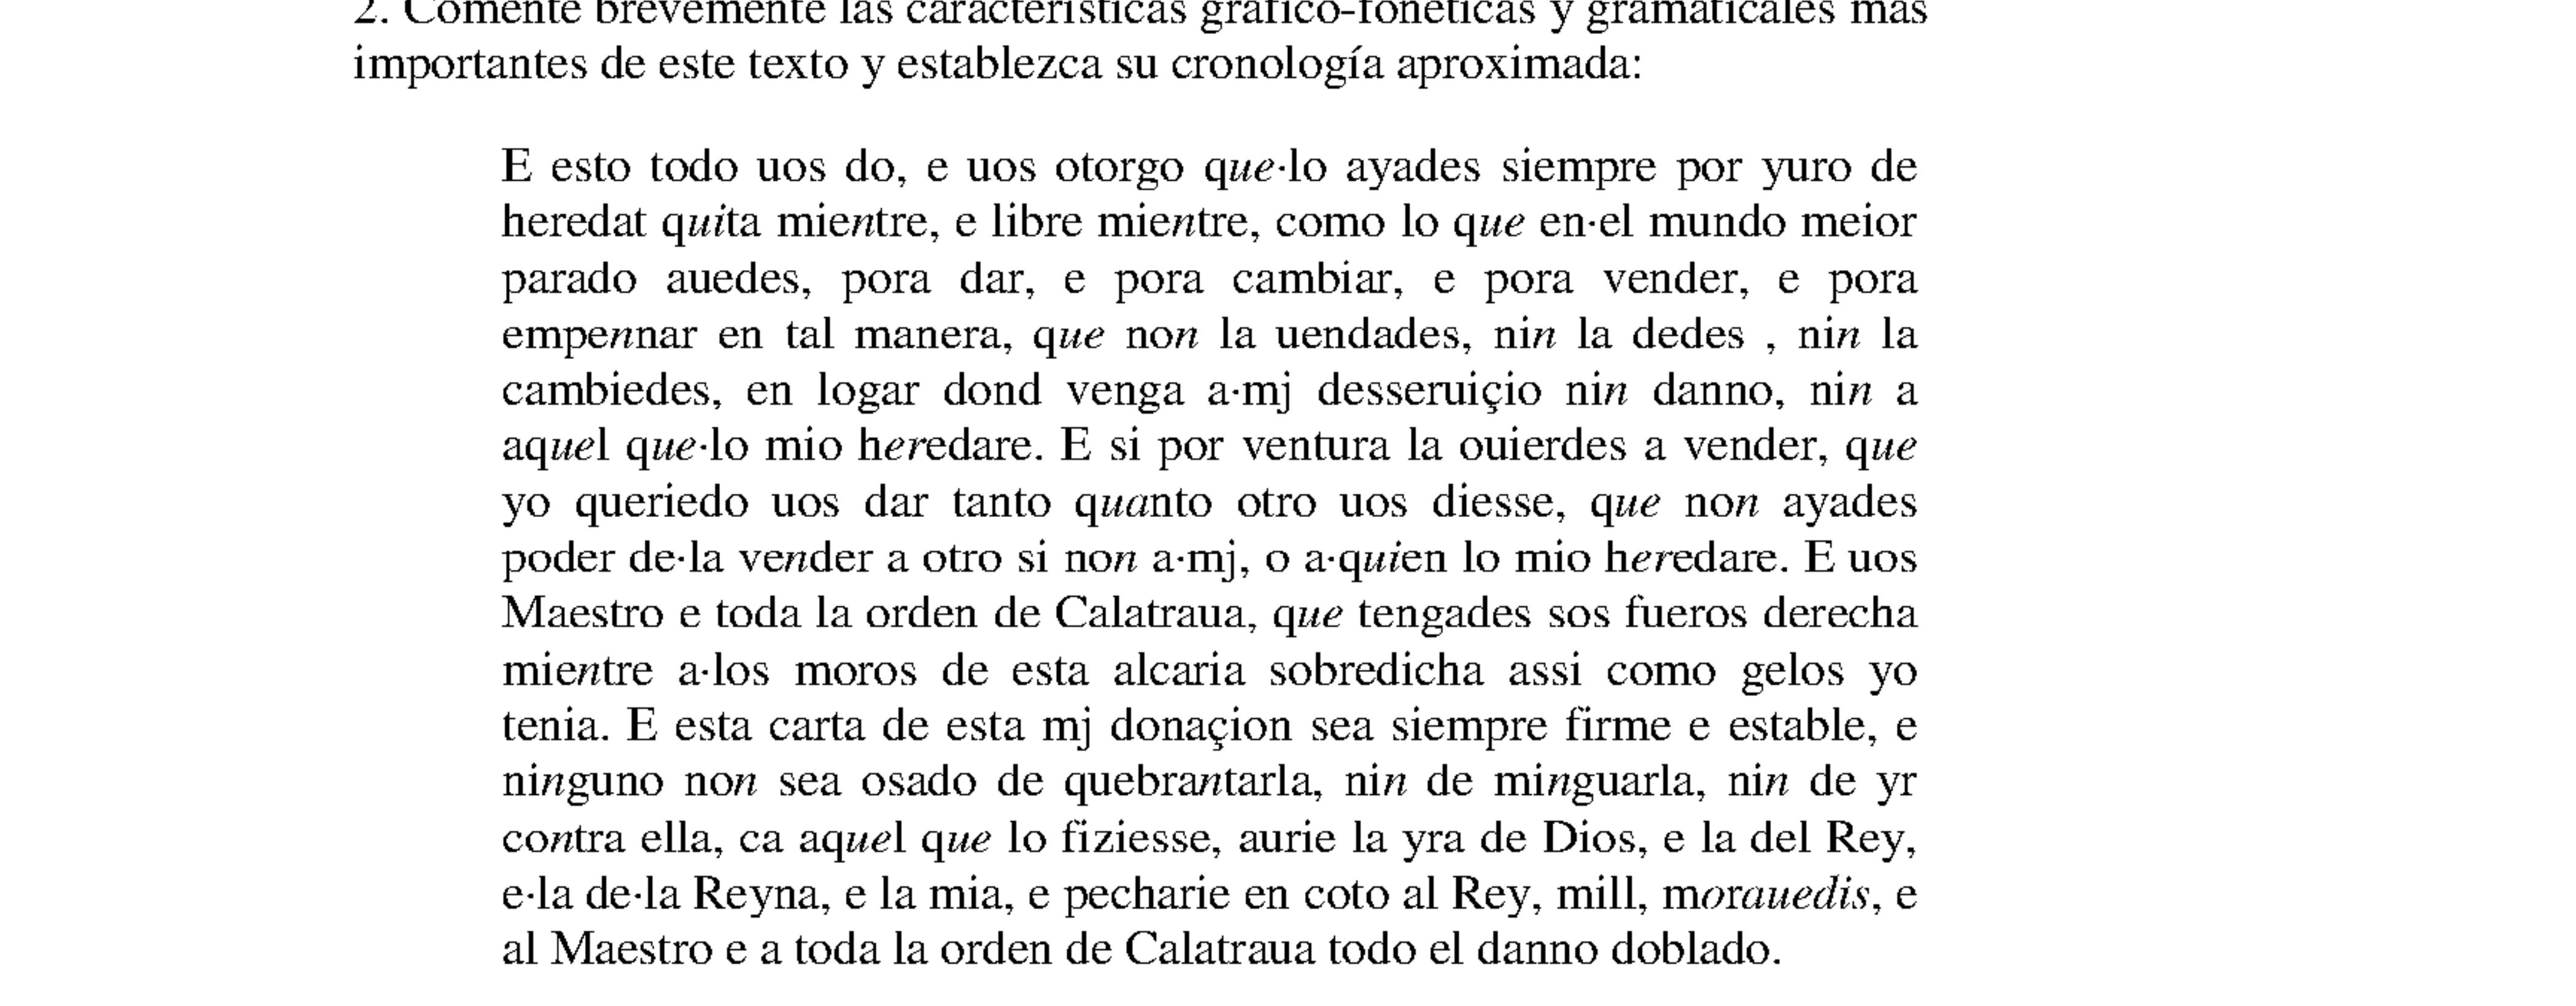 2. Comente brevemente las características gráfico-fonéticas y gramaticales más
importantes de este texto y establezca su cronología aproximada:
E esto todo uos do, e uos otorgo que·lo ayades siempre por yuro de
heredat quita mientre, e libre mientre, como lo que en·el mundo meior
parado auedes, pora dar, e pora cambiar, e pora vender, e pora
empennar en tal manera, que non la uendades, nin la dedes , nin la
cambiedes, en logar dond venga a·mj desseruiçio nin danno, nin a
aquel que·lo mio heredare. E si por ventura la ouierdes a vender, que
yo queriedo uos dar tanto quanto otro uos diesse, que non ayades
poder de·la vender a otro si non a·mj, o a·quien lo mio heredare. E uos
Maestro e toda la orden de Calatraua, que tengades sos fueros derecha
mientre a·los moros de esta alcaria sobredicha assi como gelos yo
tenia. E esta carta de esta mj donaçion sea siempre firme e estable, e
ninguno non sea osado de quebrantarla, nin de minguarla, nin de yr
contra ella, ca aquel que lo fiziesse, aurie la yra de Dios, e la del Rey,
e·la de·la Reyna, e la mia, e pecharie en coto al Rey, mill, morauedis, e
al Maestro e a toda la orden de Calatraua todo el danno doblado.